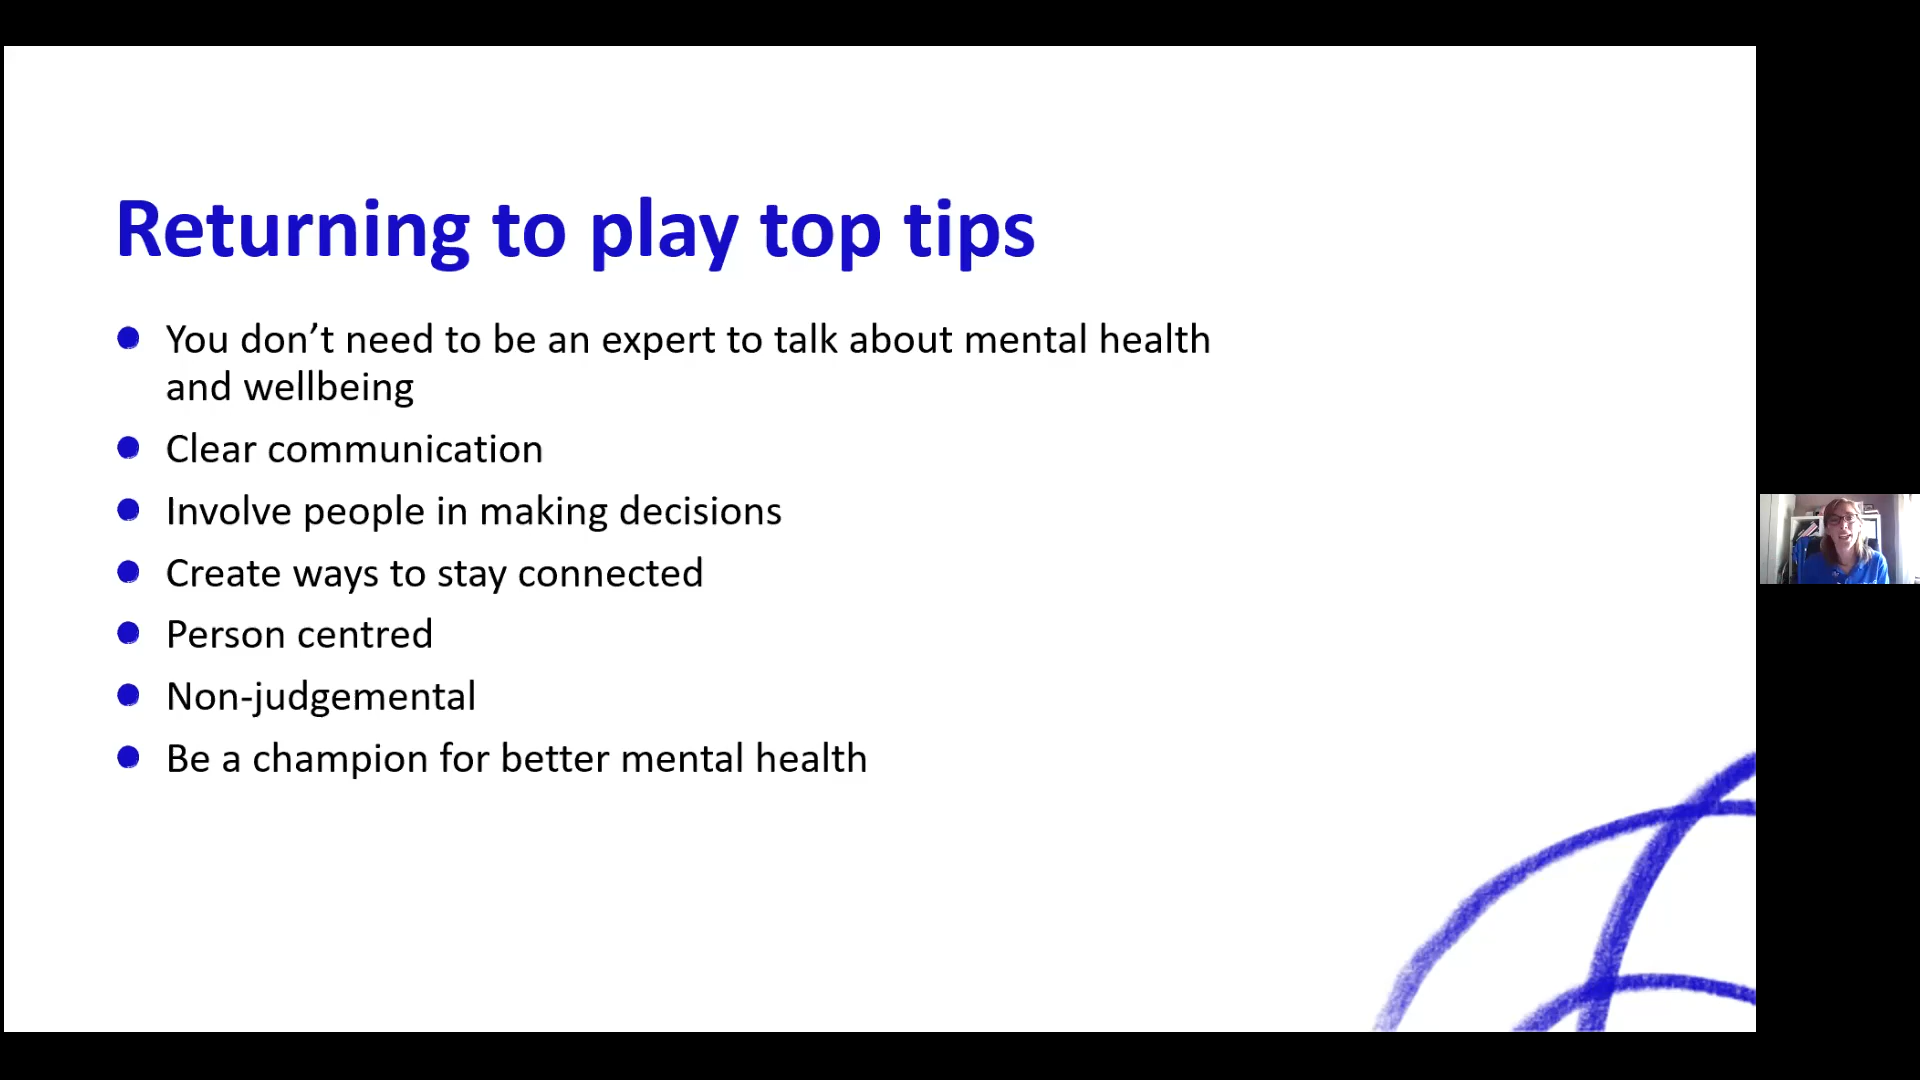 Returning to play top tips
You don’t need to be an expert to talk about mental health
and wellbeing
Clear communication
Involve people in making decisions
Create ways to stay connected
Person centred
Non-judgemental
Be a champion for better mental health